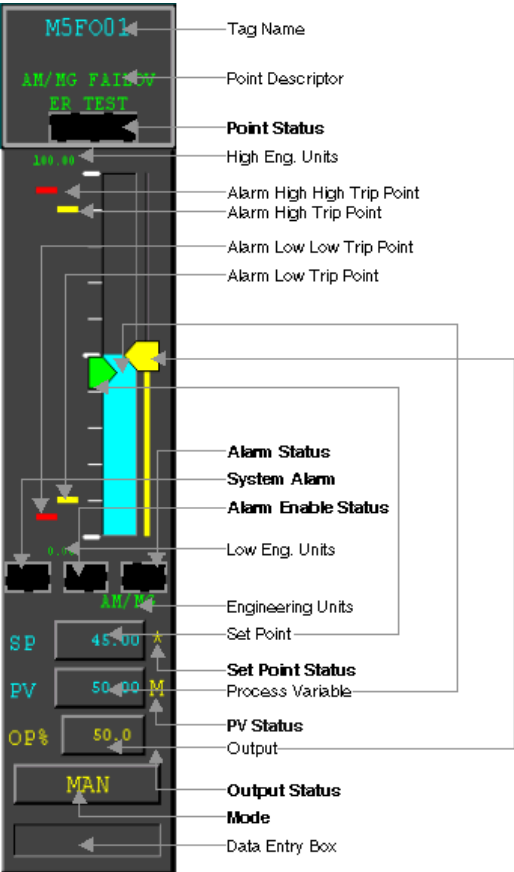 M5FO01
Tag Name
AM/MG FAILOV
ER TEST
Point Descriptor
Point Status
100.00
High Eng. Units
Alarm High High Trip Point
Alarm High Trip Point
Alarm Low Low Trip Point
Alarm Low Trip Point
Alarm Status
System Alarm
Alarm Enable Status
0.00
Low Eng. Units
AM/MG
Engineering Units
SP 45.00 *
Set Point
Set Point Status
PV 50.00 M
Process Variable
PV Status
OP% 50.0
Output
Output Status
MAN
Mode
Data Entry Box